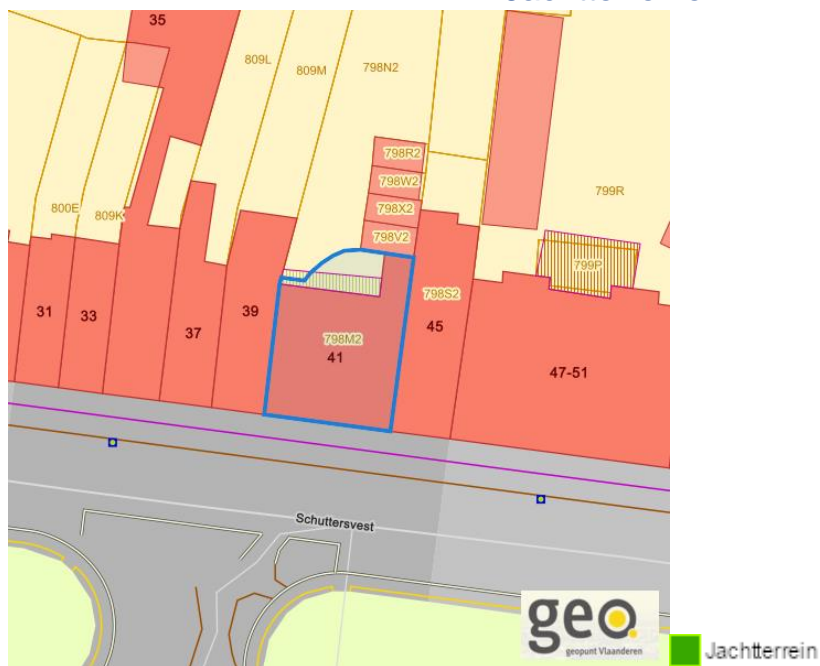 35
809L
809M
798N2
798R2
798W2
798X2
798V2
799R
800E
809K
799P
798S2
31
33
37
39
798M2
41
45
47-51
Schuttersvest
geo
geopunt Vlaanderen
Jachtterrein